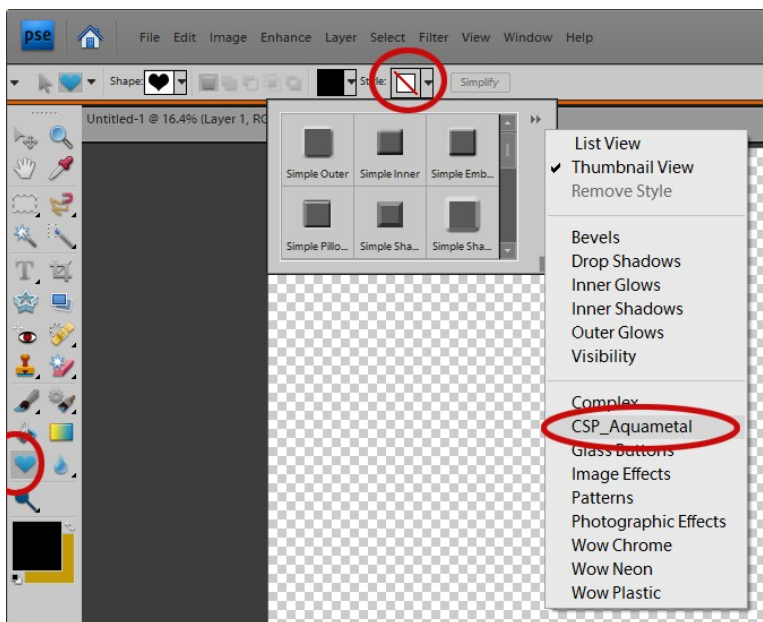 pse File Edit Image Enhance Layer Select Filter View Window Help
Shape: Style: Simplify
Untitled-1 @ 16.4% (Layer 1, RG
Simple Outer Simple Inner Simple Emb...
Simple Pillo... Simple Sha... Simple Sha...
List View
Thumbnail View
Remove Style
Bevels
Drop Shadows
Inner Glows
Inner Shadows
Outer Glows
Visibility
Complex
CSP_Aquametal
Glass Buttons
Image Effects
Patterns
Photographic Effects
Wow Chrome
Wow Neon
Wow Plastic